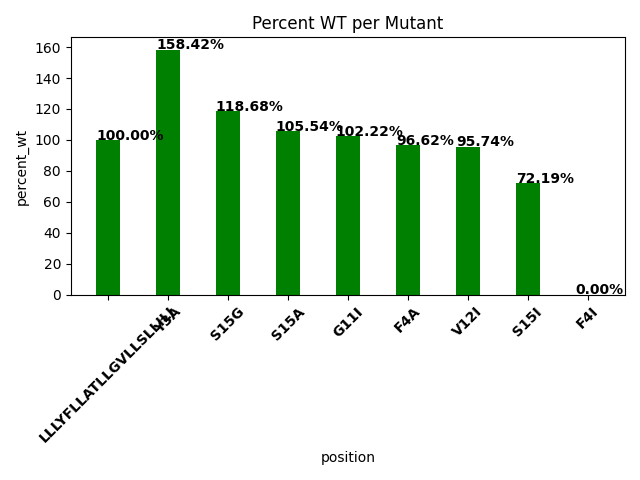 Percent WT per Mutant
160
140
120
100
80
60
40
20
0
percent_wt
100.00%
158.42%
118.68%
105.54%
102.22%
96.62%
95.74%
72.19%
0.00%
Y3A
S15G
S15A
G11I
F4A
V12I
S15I
F4I
position